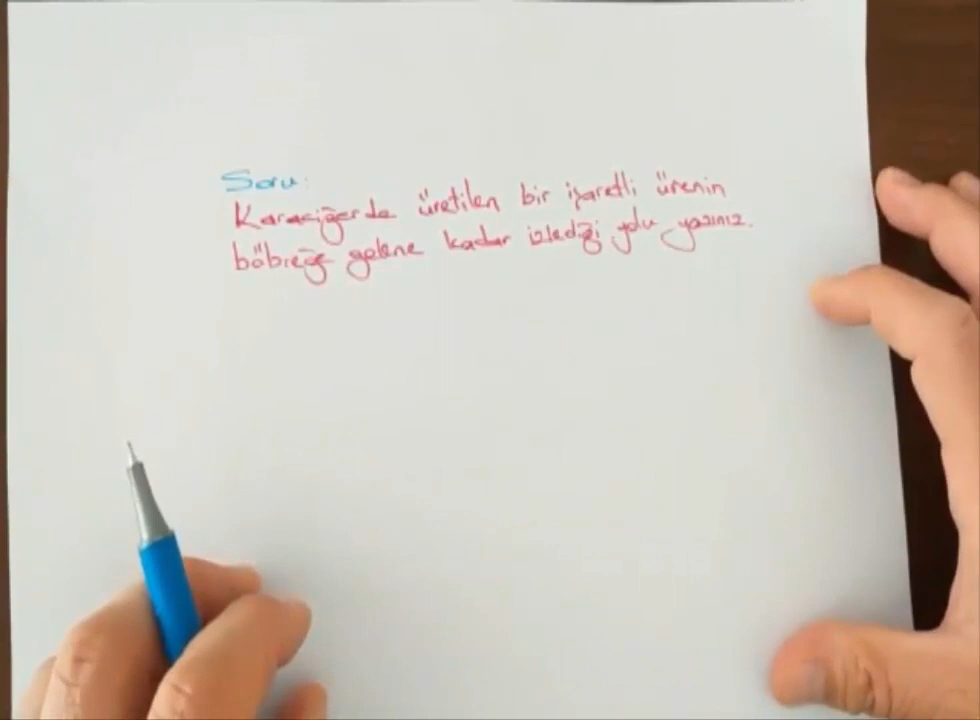 Soru:
Karaciğerde üretilen bir işaretli ürenin
böbreğe gelene kadar izlediği yolu yazınız.